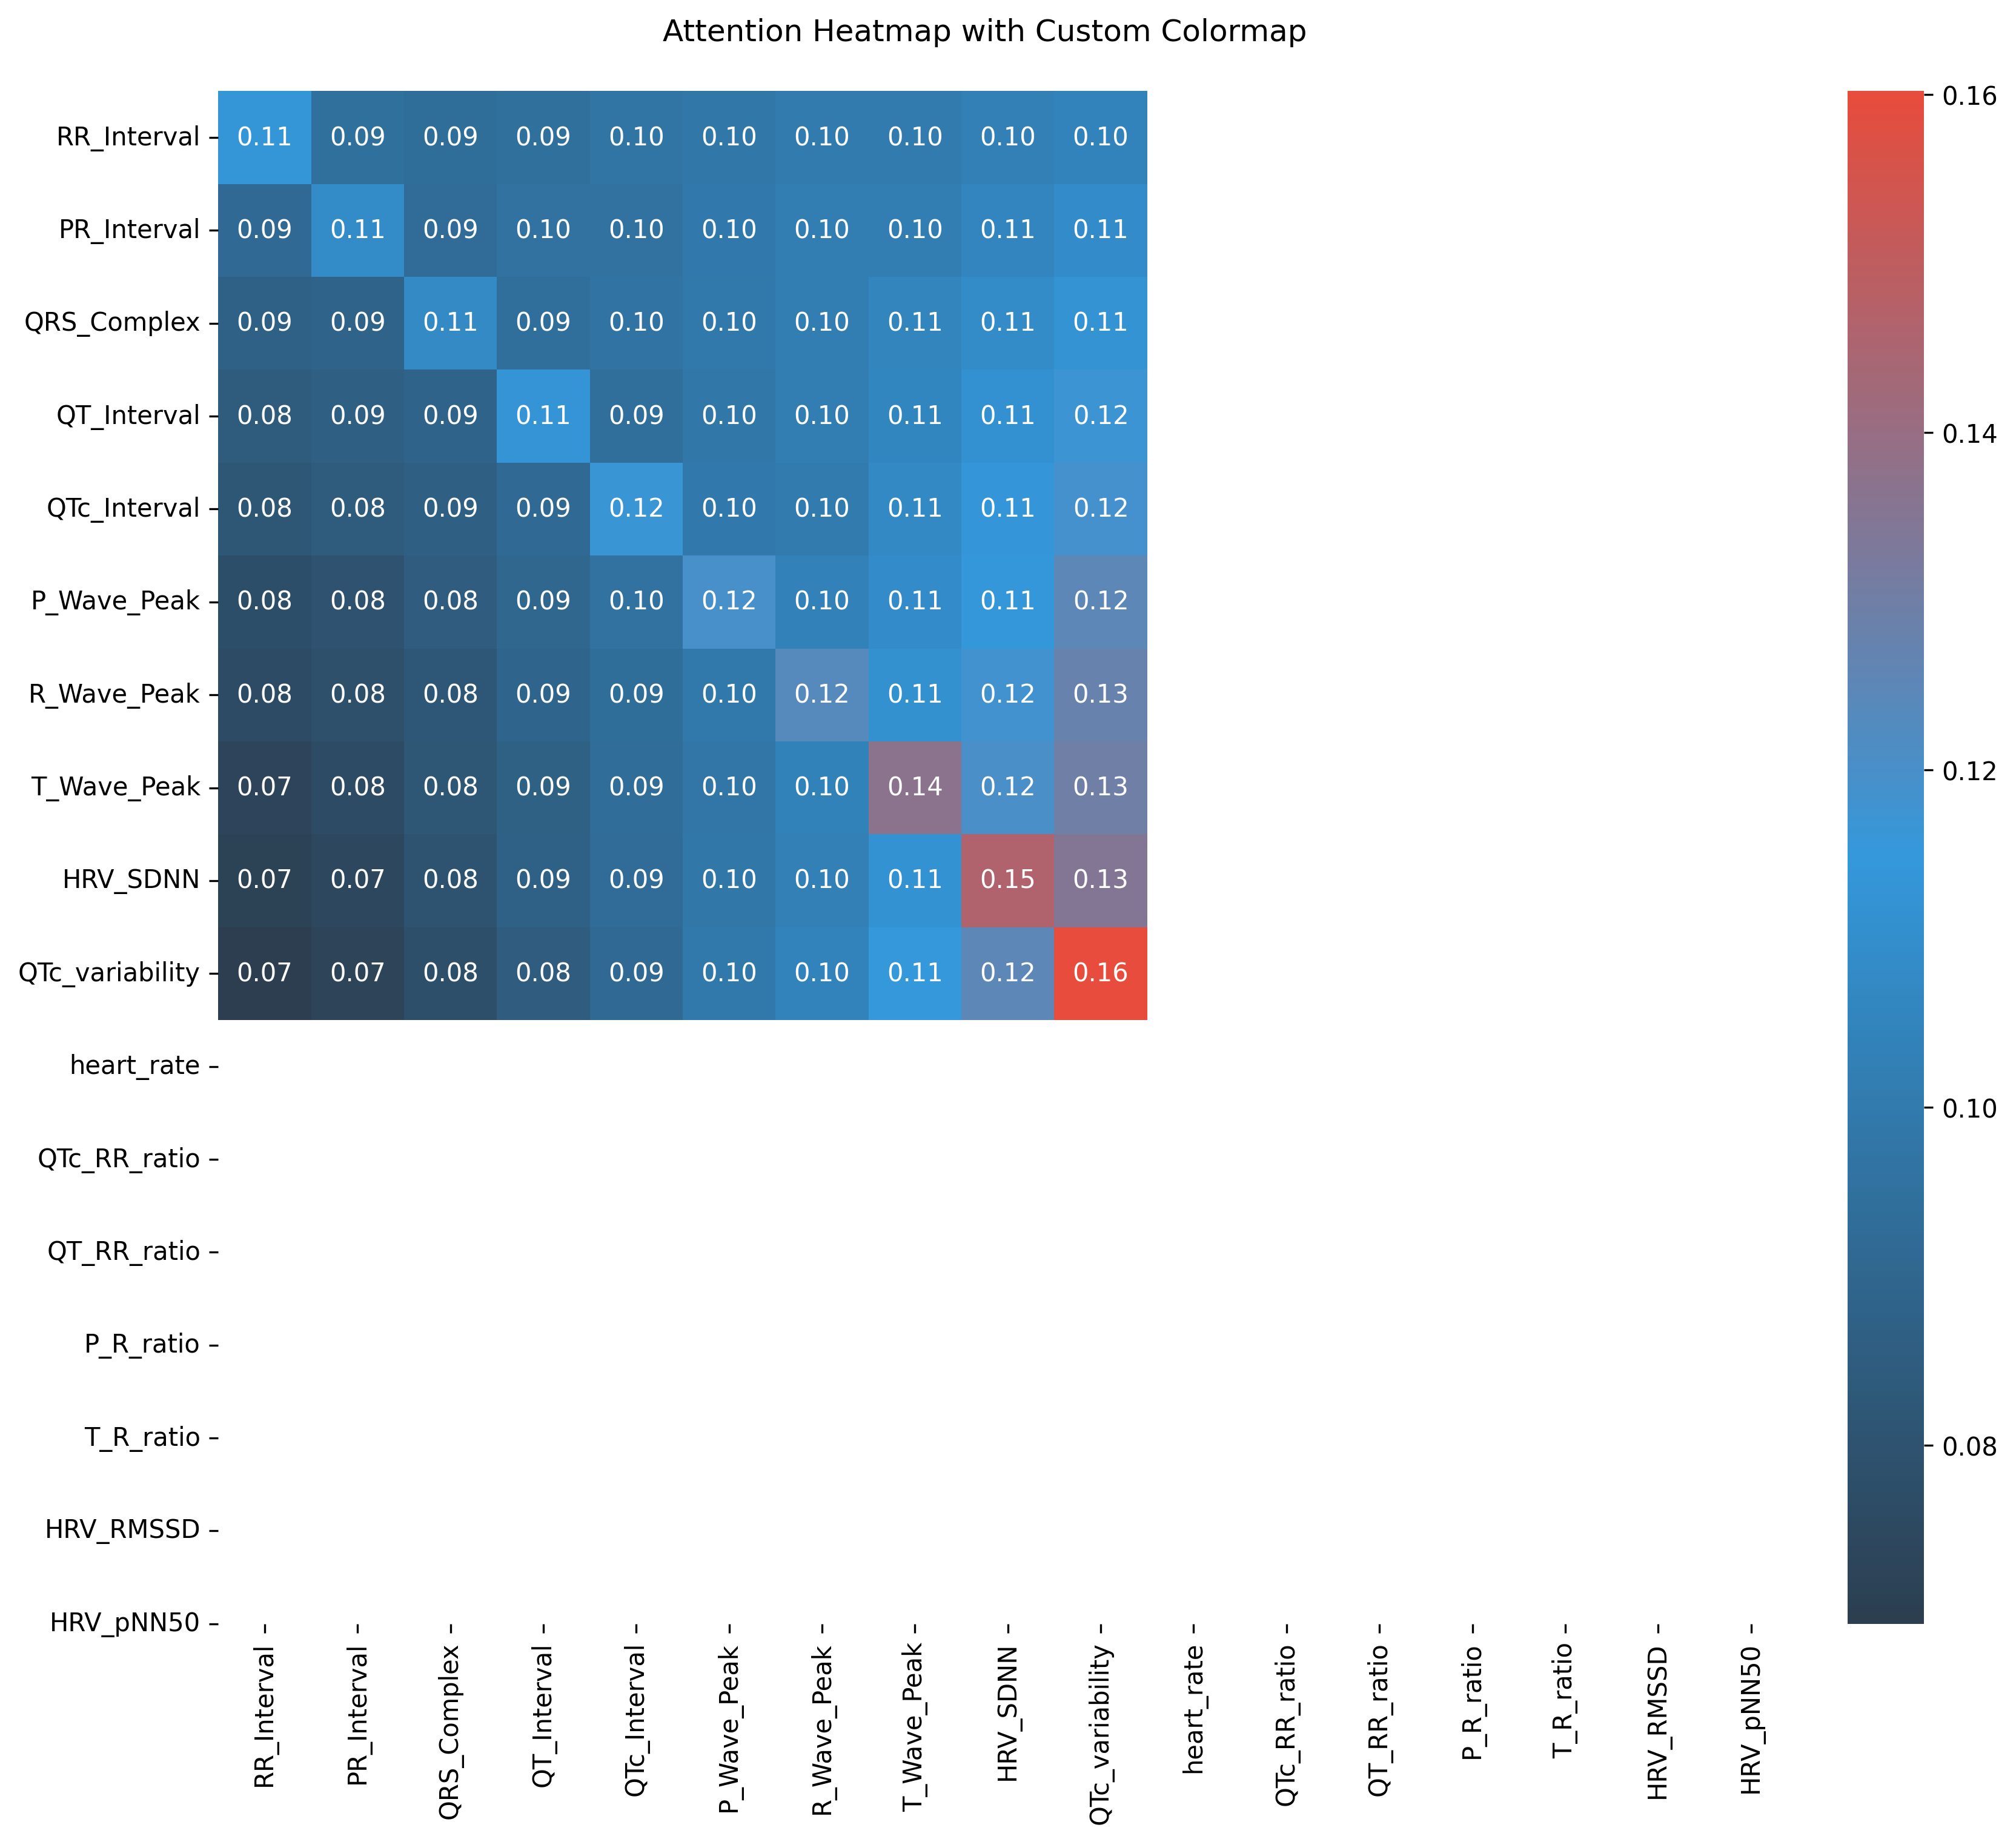 Attention Heatmap with Custom Colormap
RR_Interval 0.11 0.09 0.09 0.09 0.10 0.10 0.10 0.10 0.10 0.10
PR_Interval 0.09 0.11 0.09 0.10 0.10 0.10 0.10 0.10 0.11 0.11
QRS_Complex 0.09 0.09 0.11 0.09 0.10 0.10 0.10 0.11 0.11 0.11
QT_Interval 0.08 0.09 0.09 0.11 0.09 0.10 0.10 0.11 0.11 0.12
QTc_Interval 0.08 0.08 0.09 0.09 0.12 0.10 0.10 0.11 0.11 0.12
P_Wave_Peak 0.08 0.08 0.08 0.09 0.10 0.12 0.10 0.11 0.11 0.12
R_Wave_Peak 0.08 0.08 0.08 0.09 0.09 0.10 0.12 0.11 0.12 0.13
T_Wave_Peak 0.07 0.08 0.08 0.09 0.09 0.10 0.10 0.14 0.12 0.13
HRV_SDNN 0.07 0.07 0.08 0.09 0.09 0.10 0.10 0.11 0.15 0.13
QTc_variability 0.07 0.07 0.08 0.08 0.09 0.10 0.10 0.11 0.12 0.16
heart_rate
QTc_RR_ratio
QT_RR_ratio
P_R_ratio
T_R_ratio
HRV_RMSSD
HRV_pNN50
RR_Interval
PR_Interval
QRS_Complex
QT_Interval
QTc_Interval
P_Wave_Peak
R_Wave_Peak
T_Wave_Peak
HRV_SDNN
QTc_variability
heart_rate
QTc_RR_ratio
QT_RR_ratio
P_R_ratio
T_R_ratio
HRV_RMSSD
HRV_pNN50
0.16
0.14
0.12
0.10
0.08